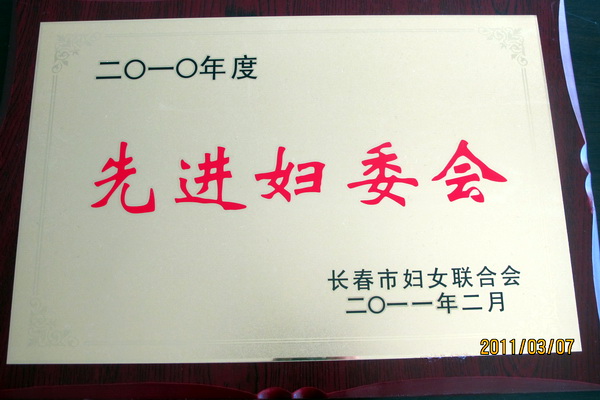 二〇一〇年度
先进妇委会
长春市妇女联合会
二〇一一年二月
2011/03/07